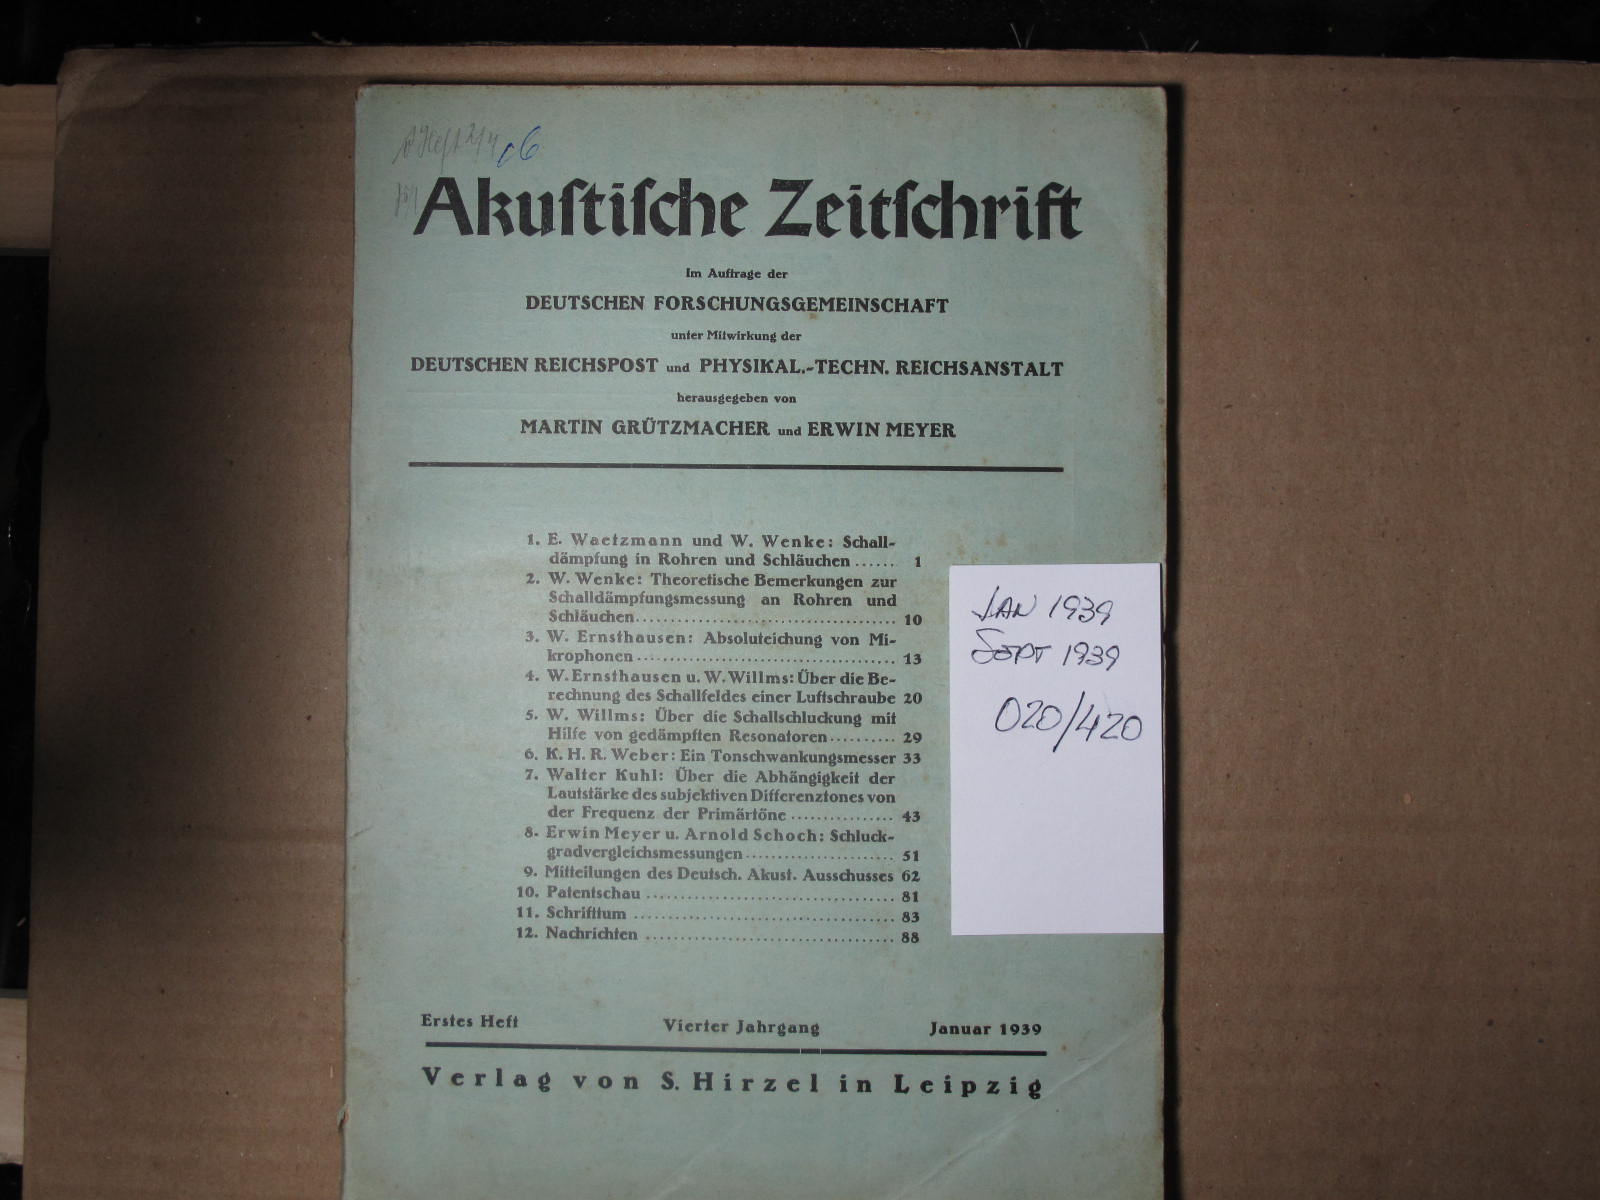 06
Akuſtiſche Zeitſchrift
Im Auftrage der
DEUTSCHEN FORSCHUNGSGEMEINSCHAFT
unter Mitwirkung der
DEUTSCHEN REICHSPOST und PHYSIKAL.-TECHN. REICHSANSTALT
herausgegeben von
MARTIN GRÜTZMACHER und ERWIN MEYER
1. E. Waetzmann und W. Wenke: Schall-
dämpfung in Rohren und Schläuchen ...... 1
2. W. Wenke: Theoretische Bemerkungen zur
Schalldämpfungsmessung an Rohren und
Schläuchen...................................... 10
3. W. Ernsthausen: Absoluteichung von Mi-
krophonen...................................... 13
4. W. Ernsthausen u. W. Willms: Über die Be-
rechnung des Schallfeldes einer Luftschraube 20
5. W. Willms: Über die Schallschluckung mit
Hilfe von gedämpften Resonatoren.......... 29
6. K. H. R. Weber: Ein Tonschwankungsmesser 33
7. Walter Kuhl: Über die Abhängigkeit der
Lautstärke des subjektiven Differenztones von
der Frequenz der Primärtöne ................ 43
8. Erwin Meyer u. Arnold Schoch: Schluck-
gradvergleichsmessungen...................... 51
9. Mitteilungen des Deutsch. Akust. Ausschusses 62
10. Patentschau ..................................... 81
11. Schrifttum ...................................... 83
12. Nachrichten ..................................... 88
Erstes Heft Vierter Jahrgang Januar 1939
Verlag von S. Hirzel in Leipzig
JAN 1939
SEPT 1939
020/420